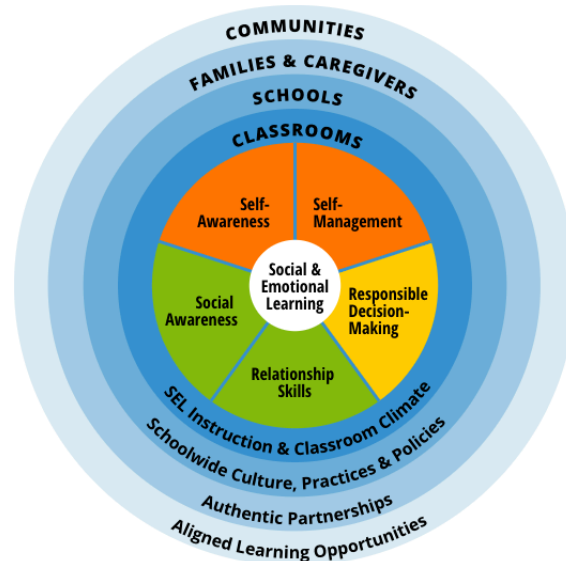 COMMUNITIES
FAMILIES & CAREGIVERS
SCHOOLS
CLASSROOMS
Self-
Awareness
Self-
Management
Social &
Emotional
Learning
Social
Awareness
Responsible
Decision-
Making
Relationship
Skills
SEL Instruction & Classroom Climate
Schoolwide Culture, Practices & Policies
Authentic Partnerships
Aligned Learning Opportunities